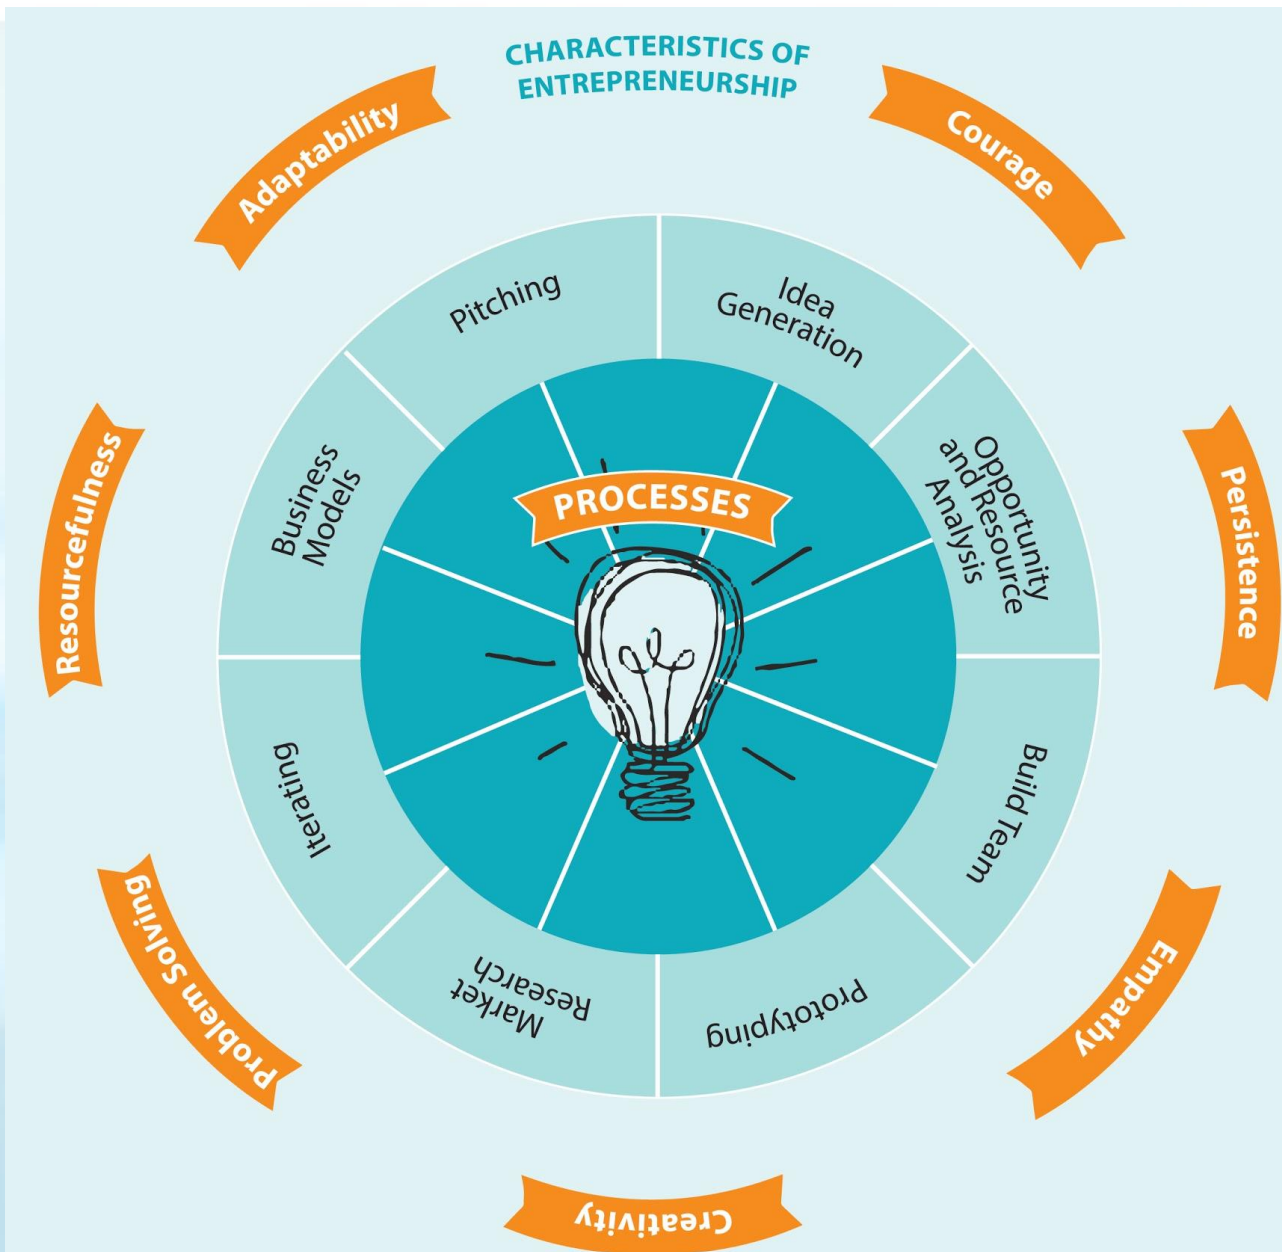 CHARACTERISTICS OF
ENTREPRENEURSHIP
Courage
Persistence
Empathy
Creativity
Problem Solving
Resourcefulness
Adaptability
PROCESSES
Idea
Generation
Opportunity
and Resource
Analysis
Build Team
Prototyping
Market
Research
Iterating
Business
Models
Pitching